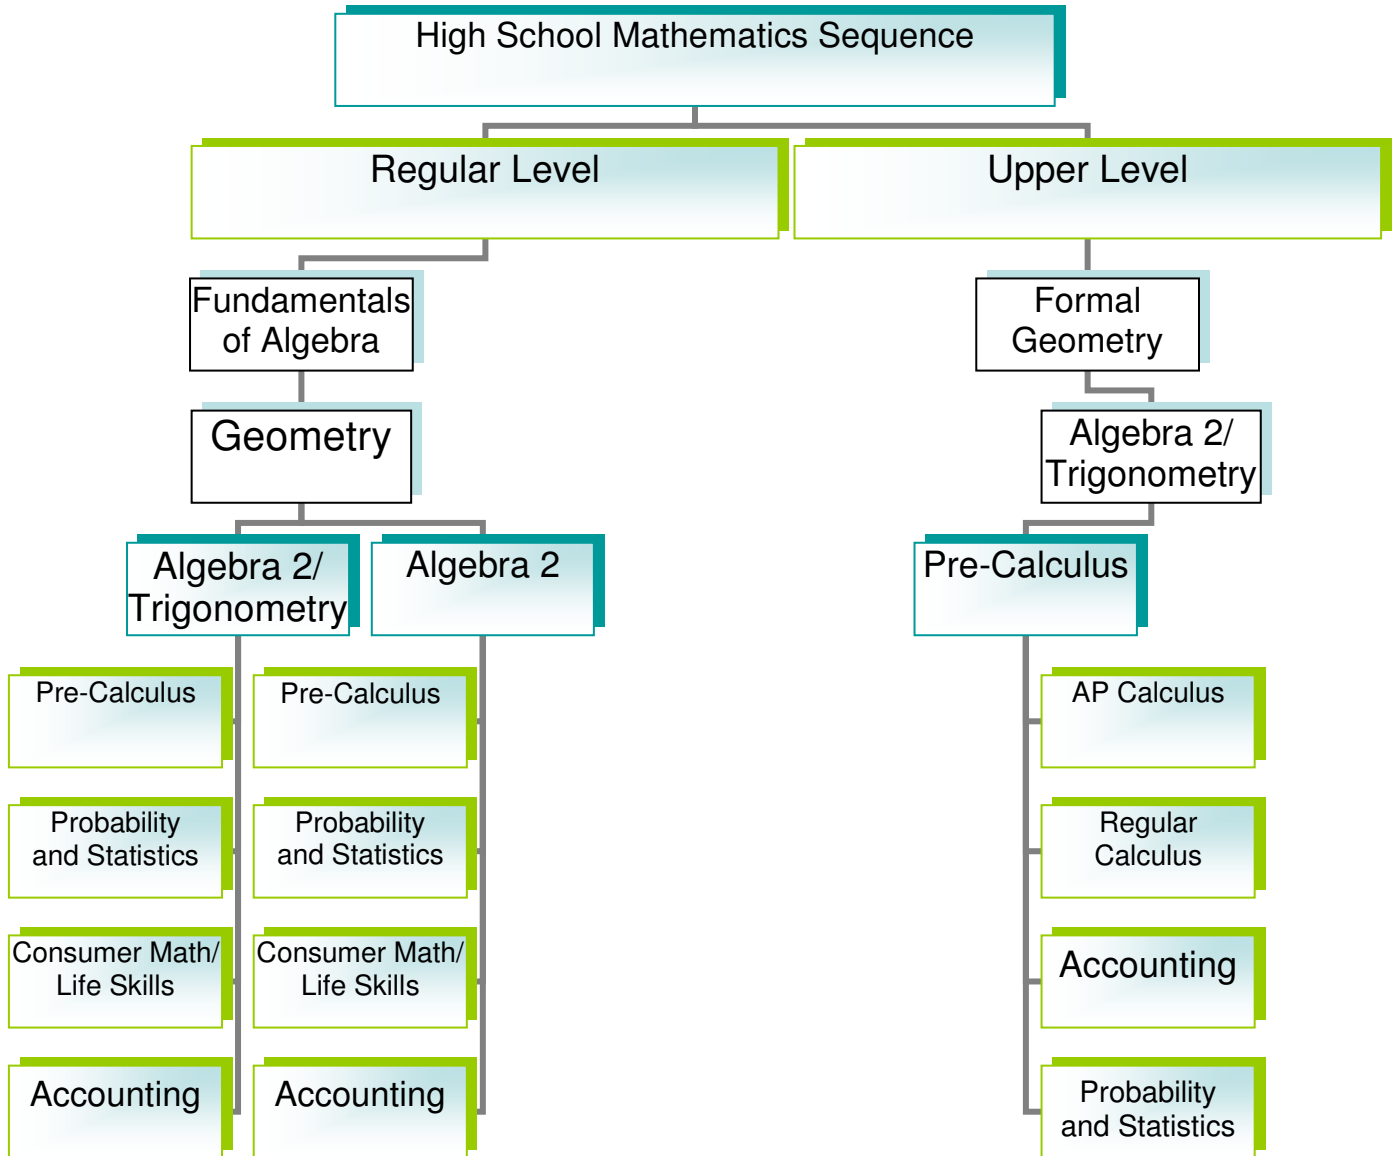 High School Mathematics Sequence
Regular Level
Upper Level
Fundamentals
of Algebra
Formal
Geometry
Geometry
Algebra 2/
Trigonometry
Algebra 2/
Trigonometry
Algebra 2
Pre-Calculus
Pre-Calculus
Pre-Calculus
AP Calculus
Probability
and Statistics
Probability
and Statistics
Regular
Calculus
Consumer Math/
Life Skills
Consumer Math/
Life Skills
Accounting
Accounting
Accounting
Probability
and Statistics